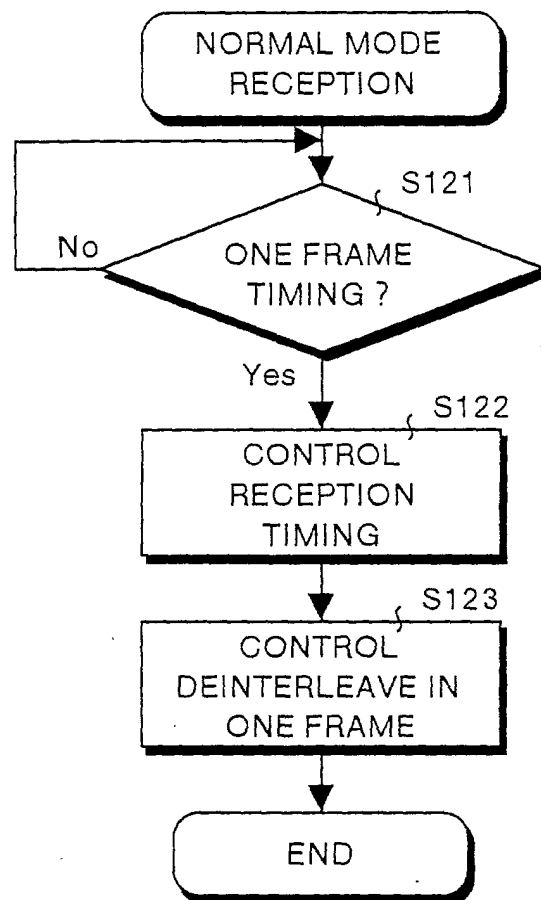 NORMAL MODE
RECEPTION
S121
No
ONE FRAME
TIMING ?
Yes
S122
CONTROL
RECEPTION
TIMING
S123
CONTROL
DEINTERLEAVE IN
ONE FRAME
END